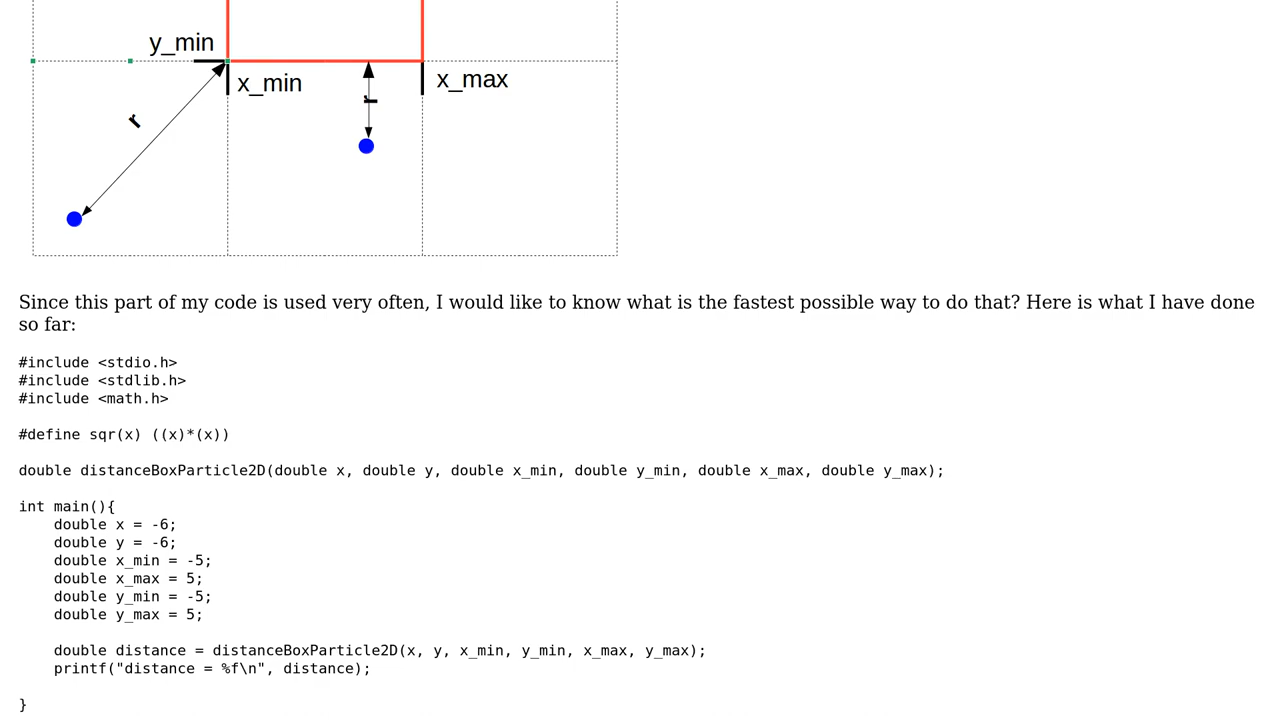 y_min
x_min
x_max
r
r
Since this part of my code is used very often, I would like to know what is the fastest possible way to do that? Here is what I have done
so far:
#include <stdio.h>
#include <stdlib.h>
#include <math.h>
#define sqr(x) ((x)*(x))
double distanceBoxParticle2D(double x, double y, double x_min, double y_min, double x_max, double y_max);
int main(){
    double x = -6;
    double y = -6;
    double x_min = -5;
    double x_max = 5;
    double y_min = -5;
    double y_max = 5;
    double distance = distanceBoxParticle2D(x, y, x_min, y_min, x_max, y_max);
    printf("distance = %f\n", distance);
}